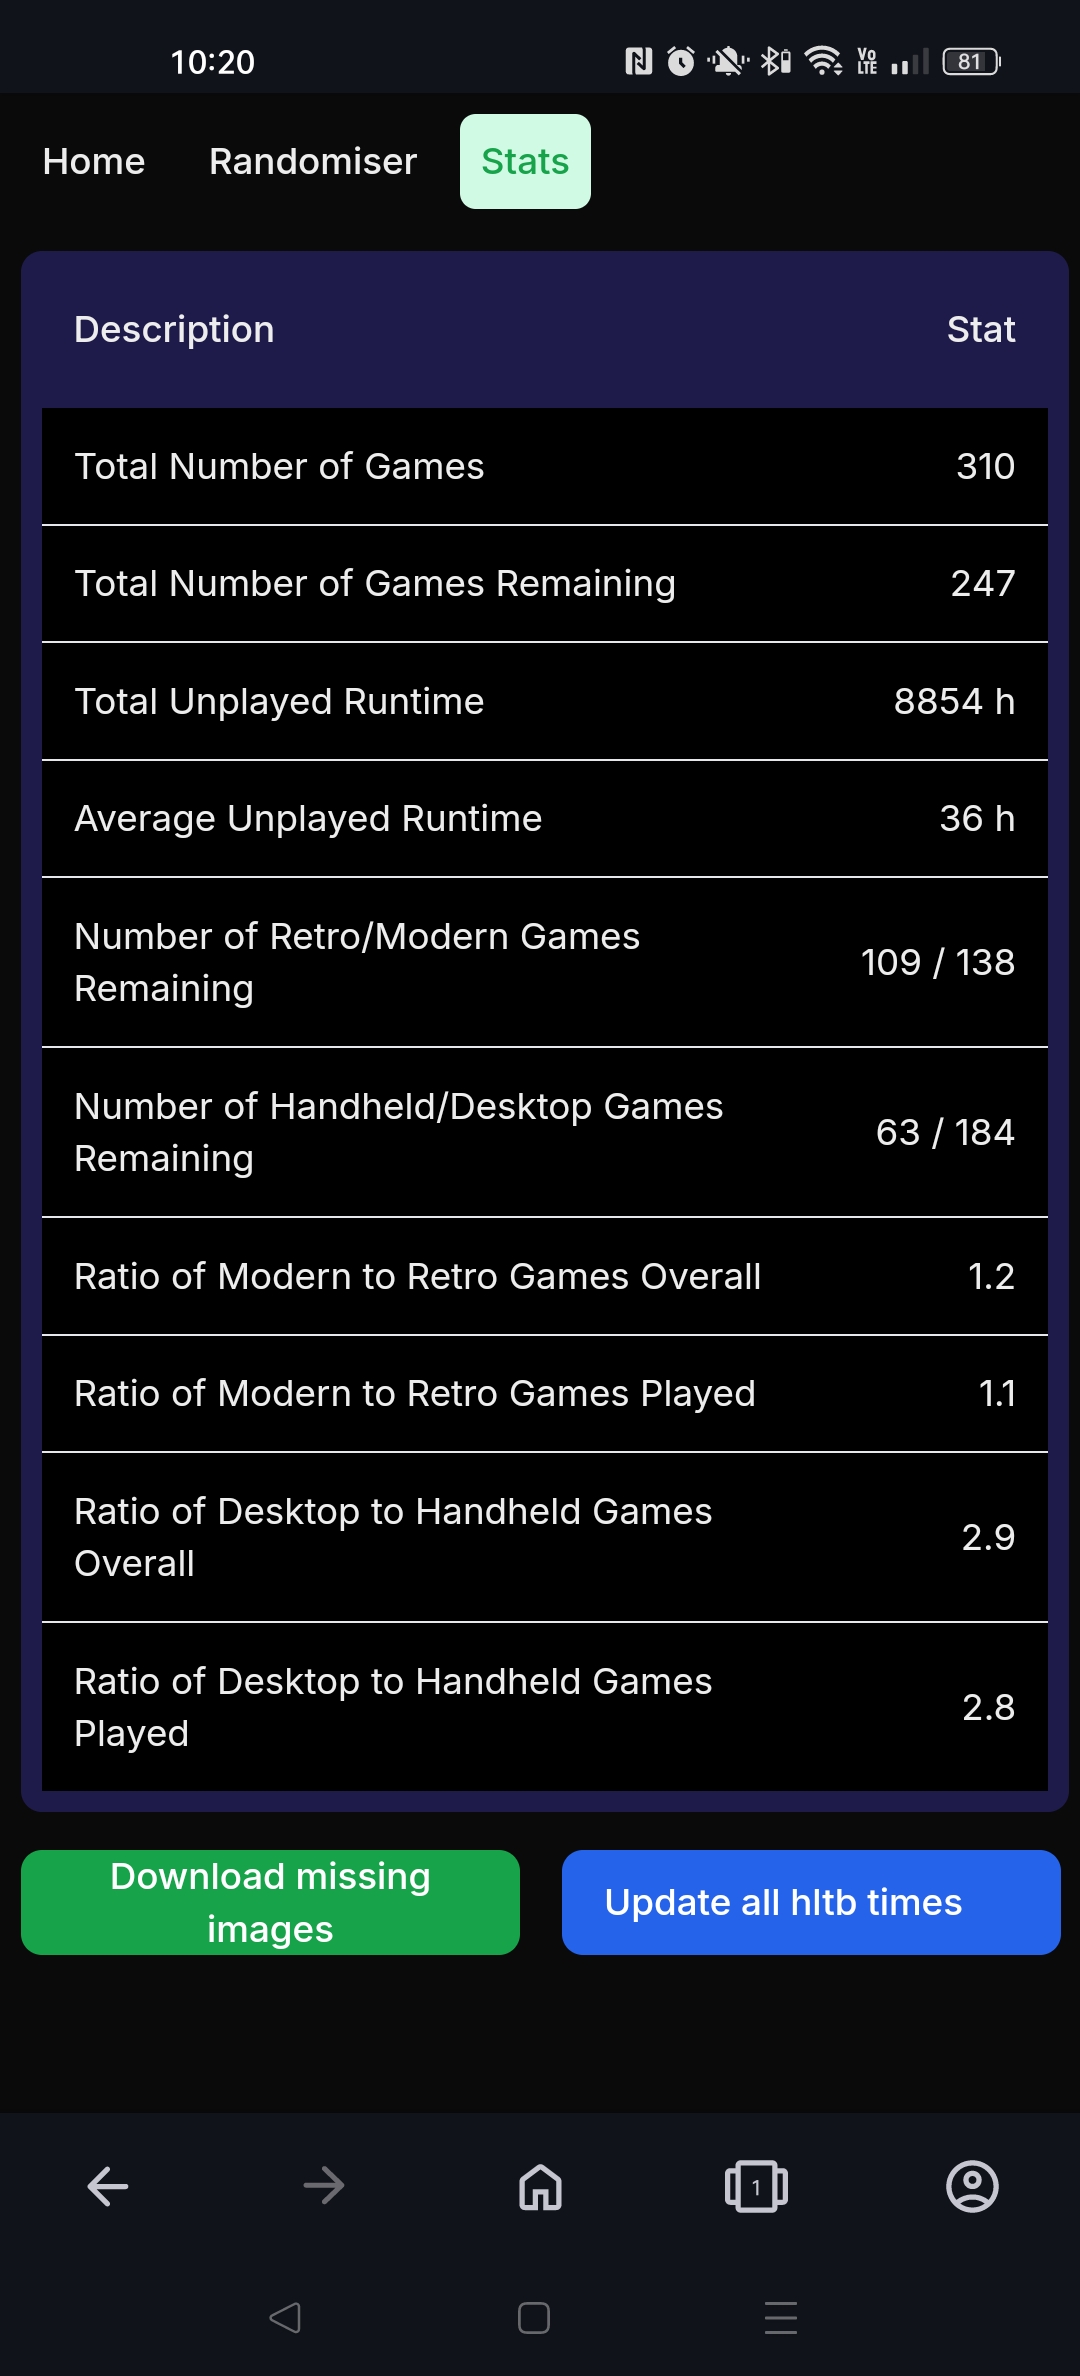 10:20
Vo
LTE
81
Home Randomiser Stats
Description Stat
Total Number of Games 310
Total Number of Games Remaining 247
Total Unplayed Runtime 8854 h
Average Unplayed Runtime 36 h
Number of Retro/Modern Games
Remaining
109 / 138
Number of Handheld/Desktop Games
Remaining
63 / 184
Ratio of Modern to Retro Games Overall 1.2
Ratio of Modern to Retro Games Played 1.1
Ratio of Desktop to Handheld Games
Overall
2.9
Ratio of Desktop to Handheld Games
Played
2.8
Download missing
images
Update all hltb times
1